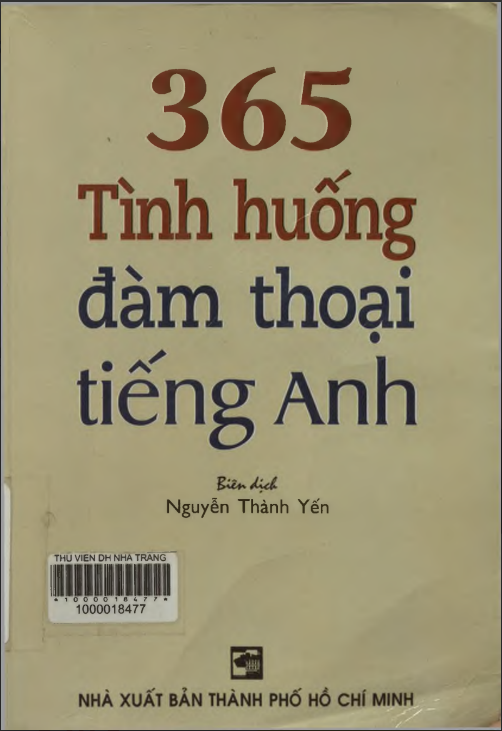 365
Tình huống
đàm thoại
tiếng Anh
Biên dịch
Nguyễn Thành Yến
THU VIEN DH NHA TRANG
*1000018477*
1000018477
NHÀ XUẤT BẢN THÀNH PHỐ HỒ CHÍ MINH